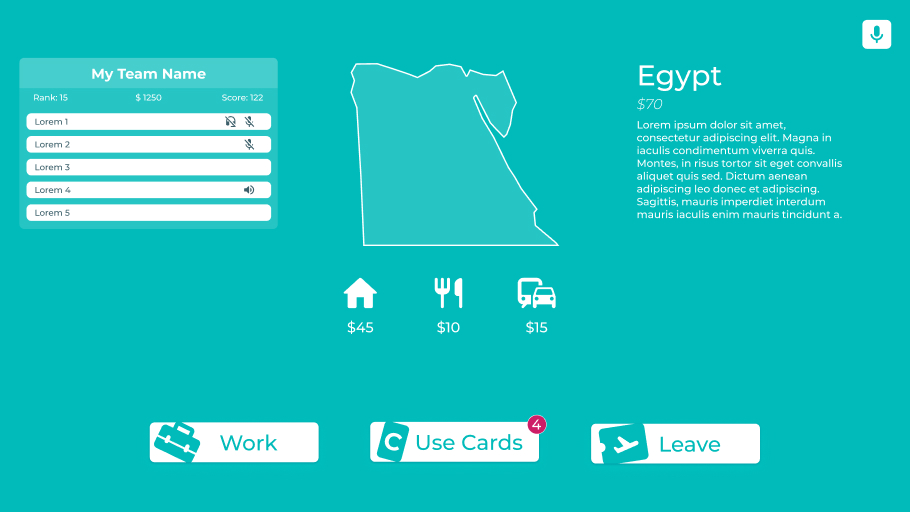 My Team Name
Rank: 15 $ 1250 Score: 122
Lorem 1
Lorem 2
Lorem 3
Lorem 4
Lorem 5
Egypt
$70
Lorem ipsum dolor sit amet,
consectetur adipiscing elit. Magna in
iaculis condimentum viverra quis.
Montes, in risus tortor sit eget convallis
aliquet quis sed. Dictum aenean
adipiscing leo donec et adipiscing.
Sagittis, mauris imperdiet interdum
mauris iaculis enim mauris tincidunt a.
$45 $10 $15
Work
C Use Cards 4
Leave